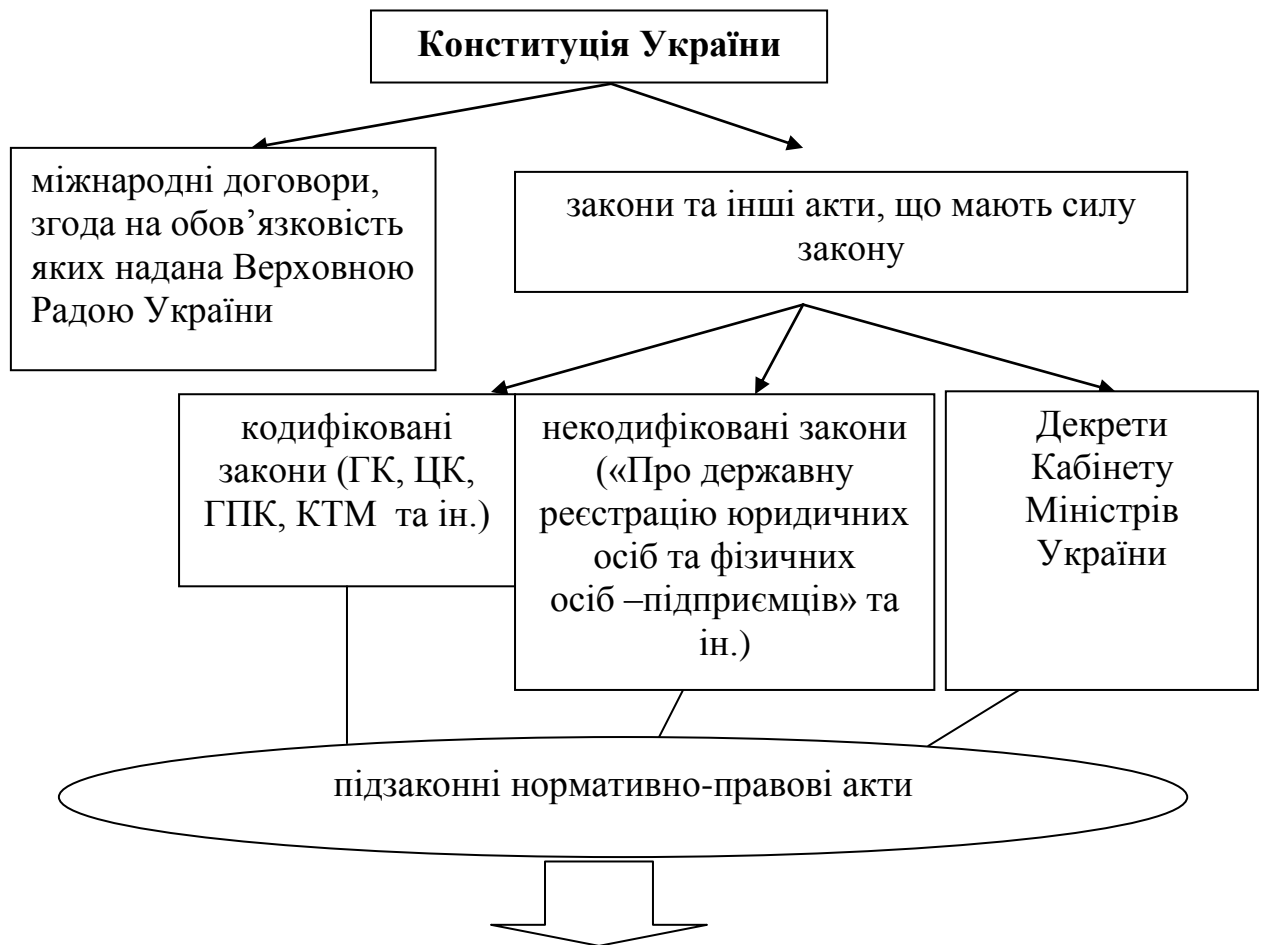 Конституція України
міжнародні договори,
згода на обов’язковість
яких надана Верховною
Радою України
закони та інші акти, що мають силу
закону
кодифіковані
закони (ГК, ЦК,
ГПК, КТМ та ін.)
некодифіковані закони
(«Про державну
реєстрацію юридичних
осіб та фізичних
осіб –підприємців» та
ін.)
Декрети
Кабінету
Міністрів
України
підзаконні нормативно-правові акти